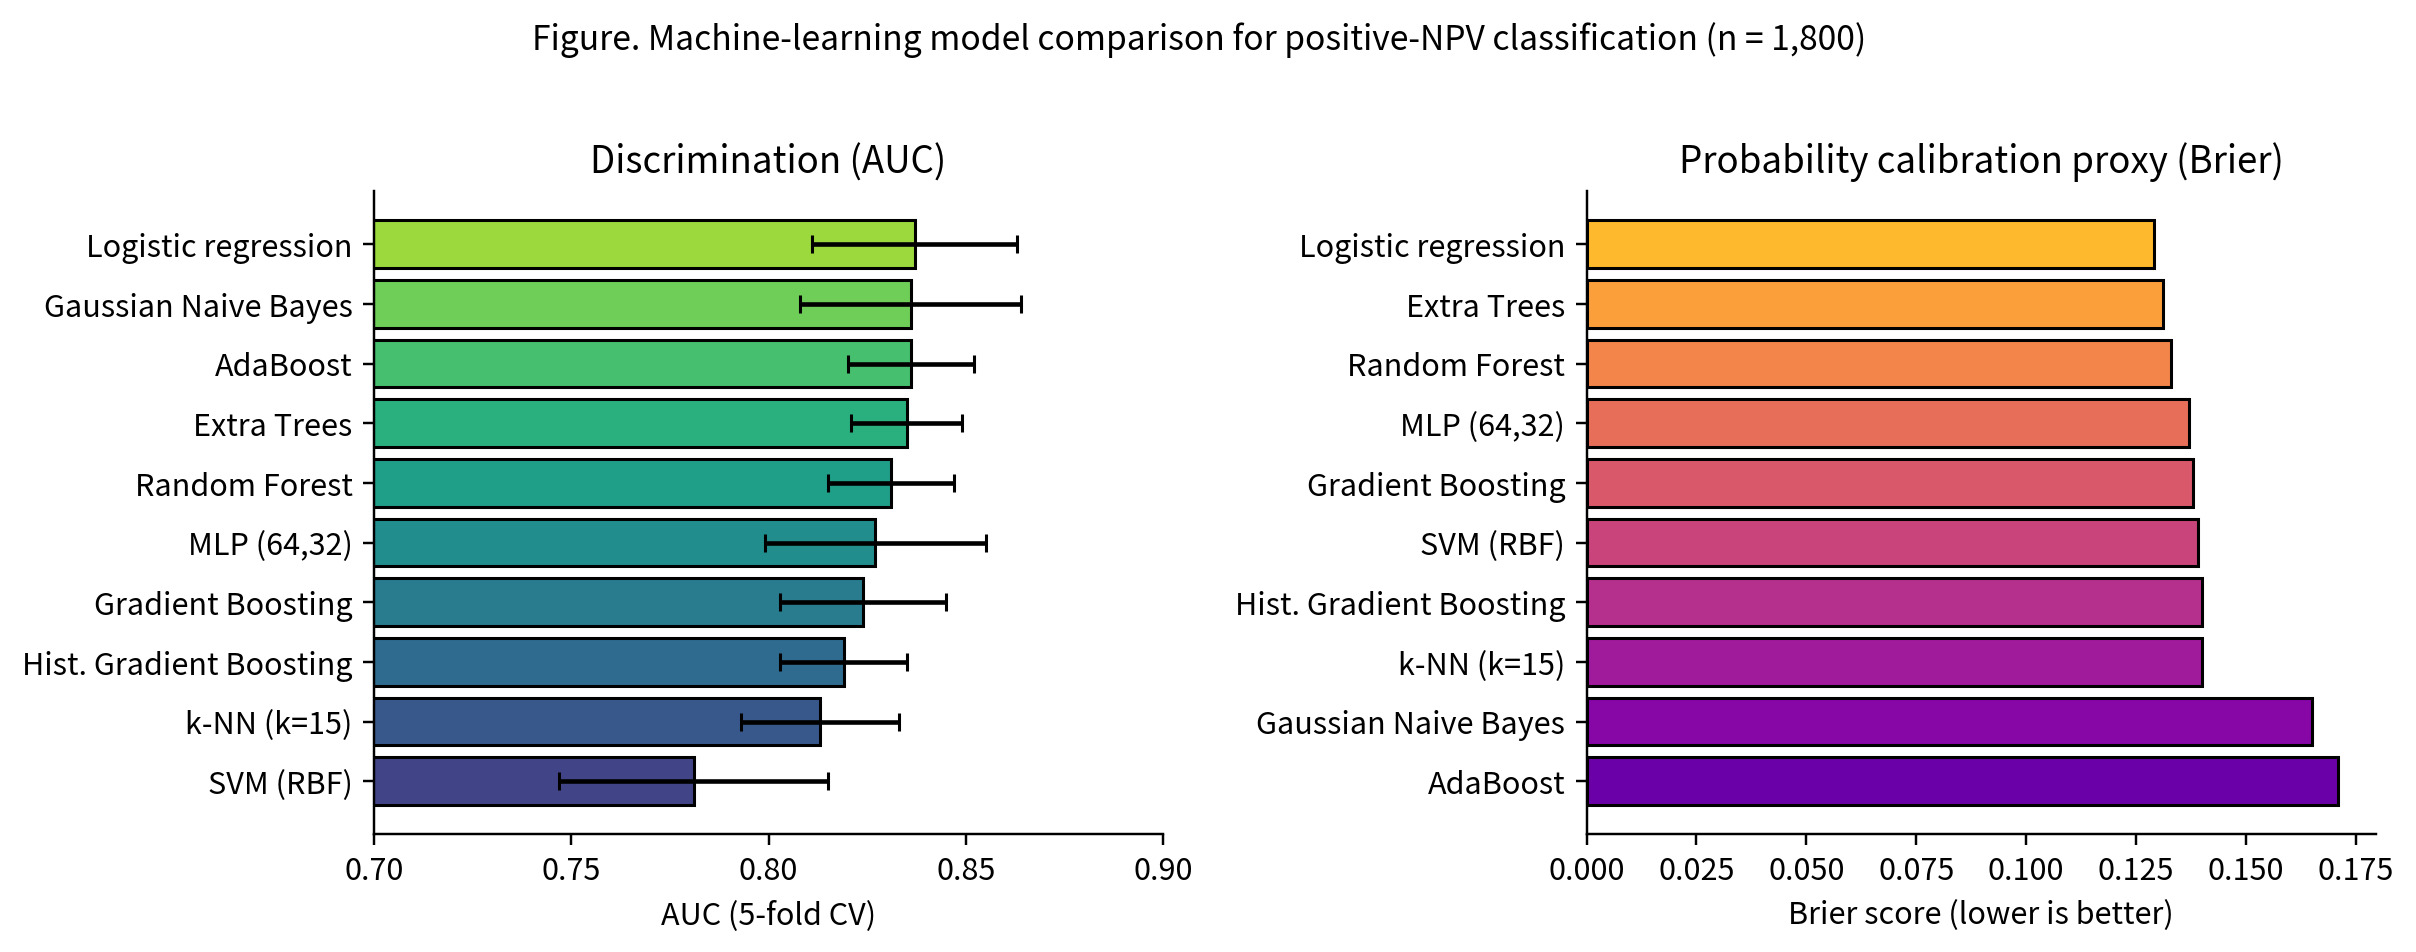 Figure. Machine-learning model comparison for positive-NPV classification (n = 1,800)
Discrimination (AUC)
Logistic regression
Gaussian Naive Bayes
AdaBoost
Extra Trees
Random Forest
MLP (64,32)
Gradient Boosting
Hist. Gradient Boosting
k-NN (k=15)
SVM (RBF)
0.70 0.75 0.80 0.85 0.90
AUC (5-fold CV)
Probability calibration proxy (Brier)
Logistic regression
Extra Trees
Random Forest
MLP (64,32)
Gradient Boosting
SVM (RBF)
Hist. Gradient Boosting
k-NN (k=15)
Gaussian Naive Bayes
AdaBoost
0.000 0.025 0.050 0.075 0.100 0.125 0.150 0.175
Brier score (lower is better)